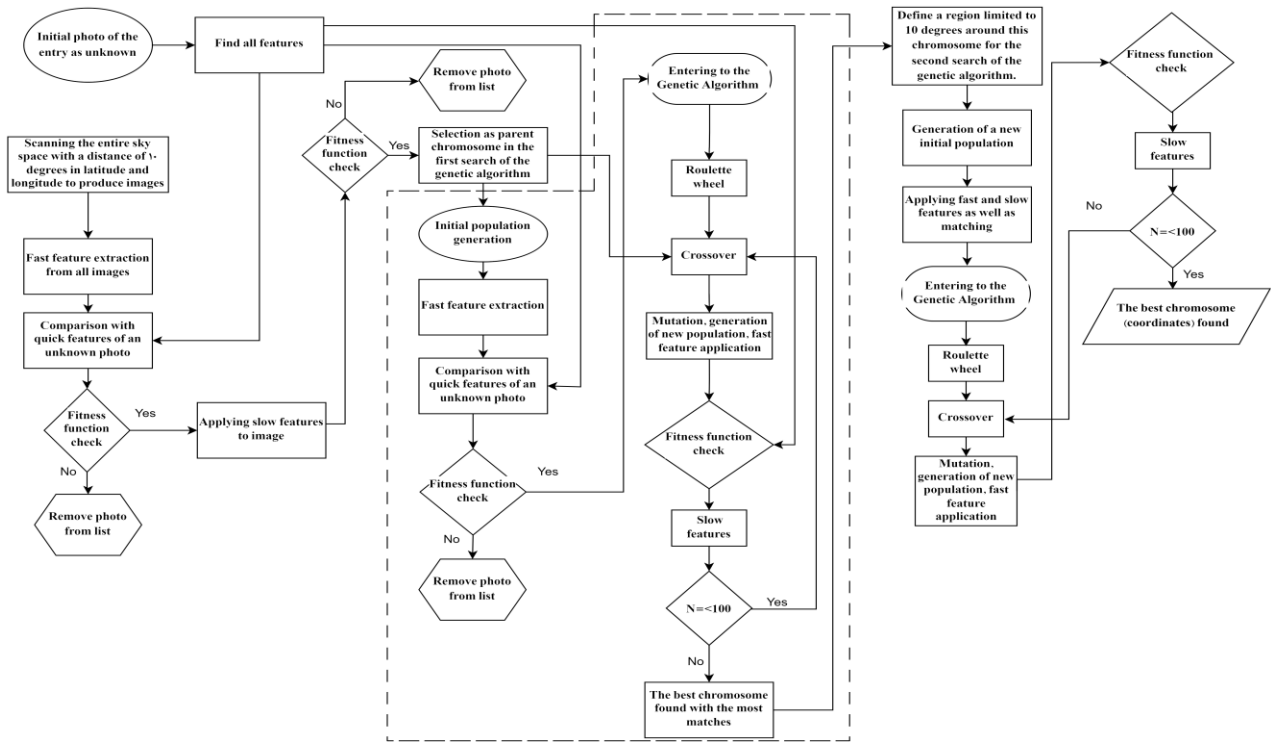 Initial photo of the
entry as unknown
Find all features
Scanning the entire sky
space with a distance of ۱۰
degrees in latitude and
longitude to produce images
Fast feature extraction
from all images
Comparison with
quick features of an
unknown photo
Fitness
function
check
Yes
No
Remove photo
from list
Applying slow features
to image
Fitness
function
check
No
Yes
Remove photo
from list
Selection as parent
chromosome in the
first search of the
genetic algorithm
Initial population
generation
Fast feature extraction
Comparison with
quick features of an
unknown photo
Fitness function
check
Yes
No
Remove photo
from list
Entering to the
Genetic Algorithm
Roulette
wheel
Crossover
Mutation, generation
of new population, fast
feature application
Fitness function
check
Slow
features
N=<100
Yes
No
The best chromosome
found with the most
matches
Define a region limited to
10 degrees around this
chromosome for the
second search of the
genetic algorithm.
Generation of a new
initial population
Applying fast and slow
features as well as
matching
Entering to the
Genetic Algorithm
Roulette
wheel
Crossover
Mutation,
generation of new
population, fast
feature
application
Fitness function
check
Slow
features
No
N=<100
Yes
The best chromosome
(coordinates) found